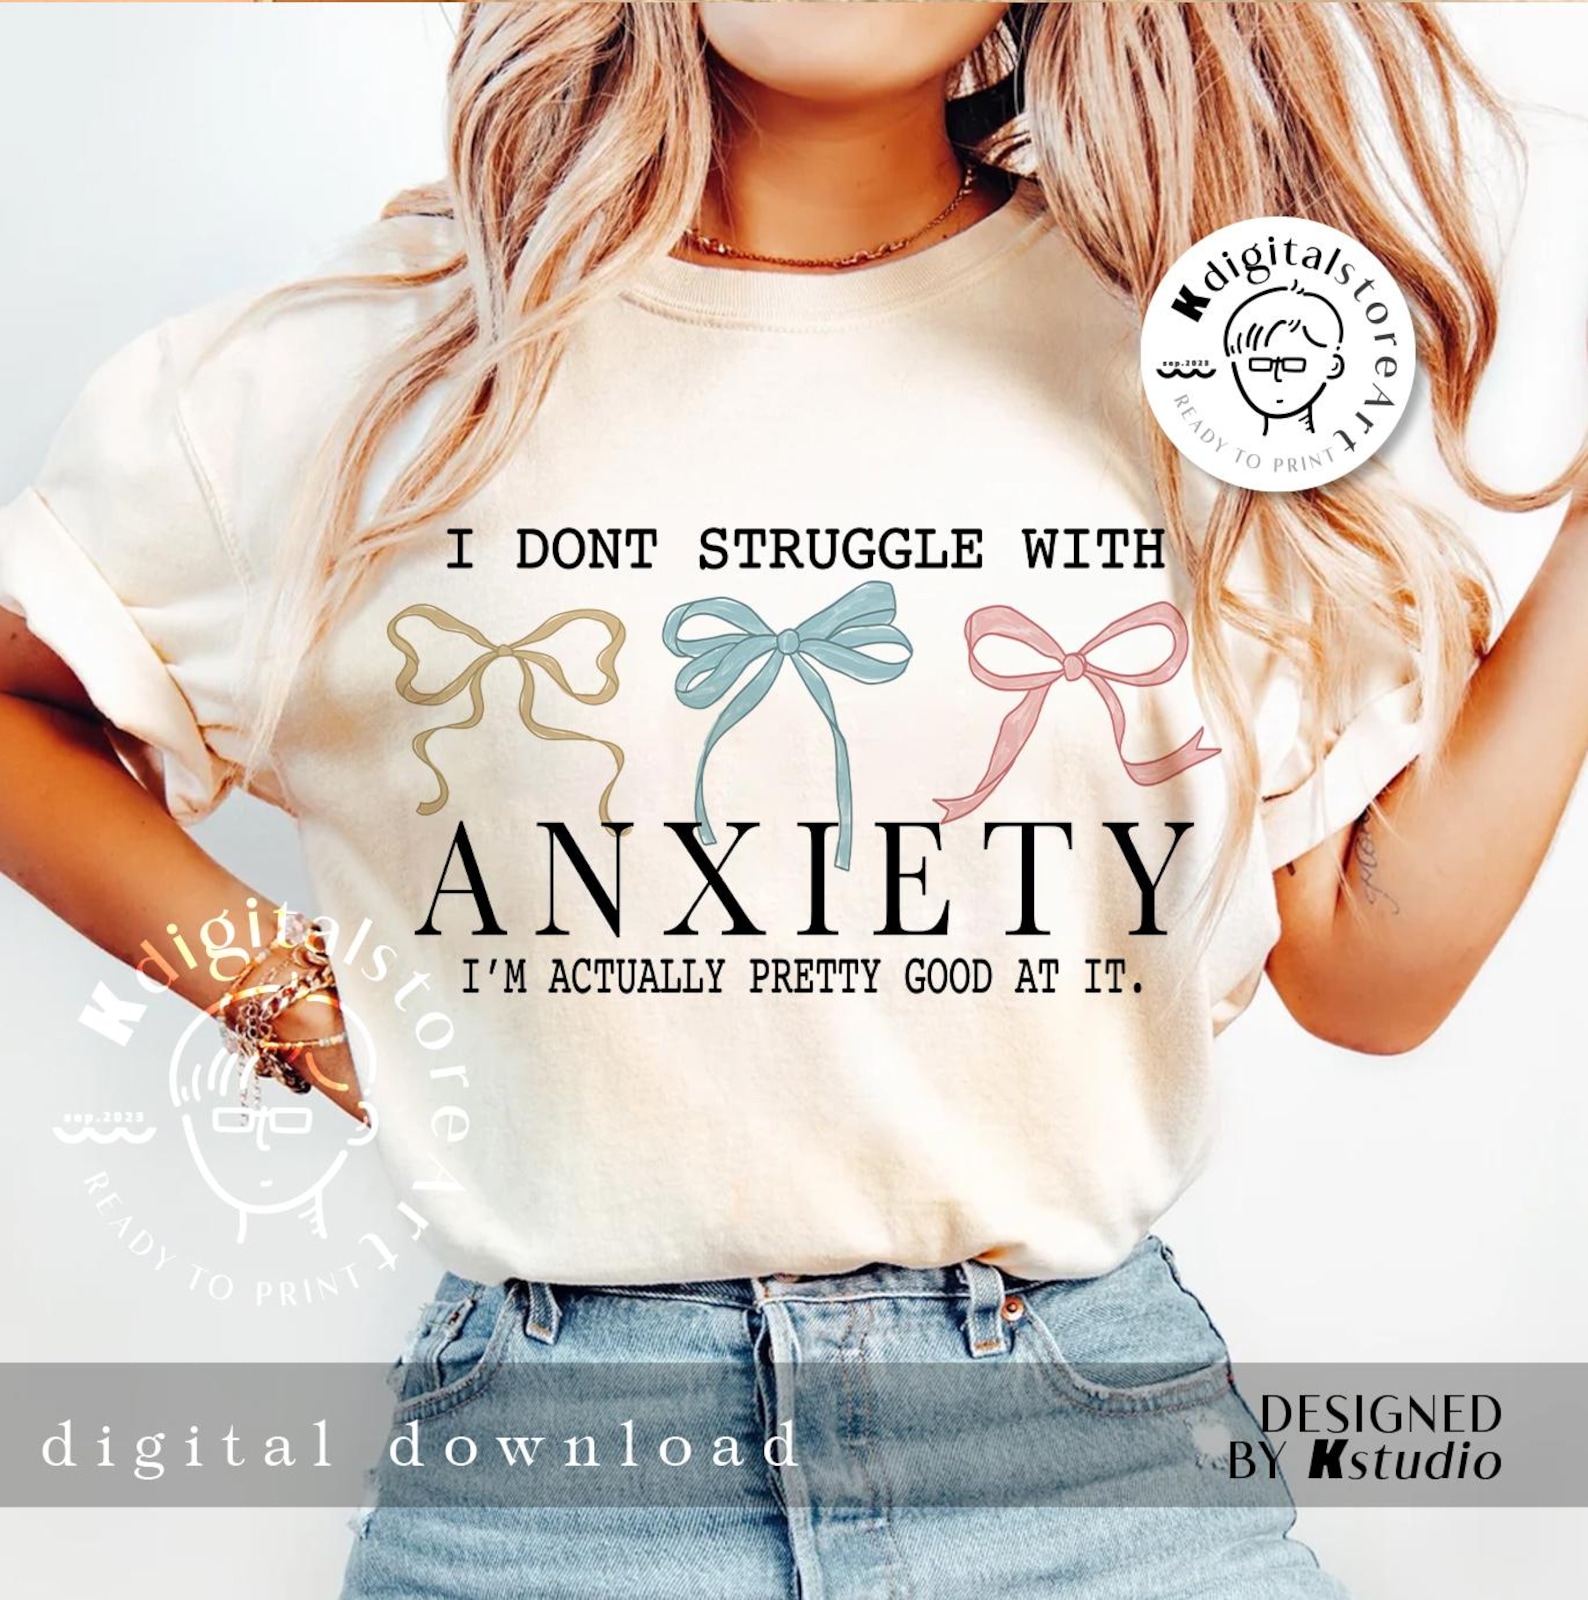 KdigitalstoreArt
sep.2023
READY TO PRINT
I DONT STRUGGLE WITH
ANXIETY
I'M ACTUALLY PRETTY GOOD AT IT.
KdigitalstoreArt
sep.2023
READY TO PRINT
digital download
DESIGNED
BY Kstudio